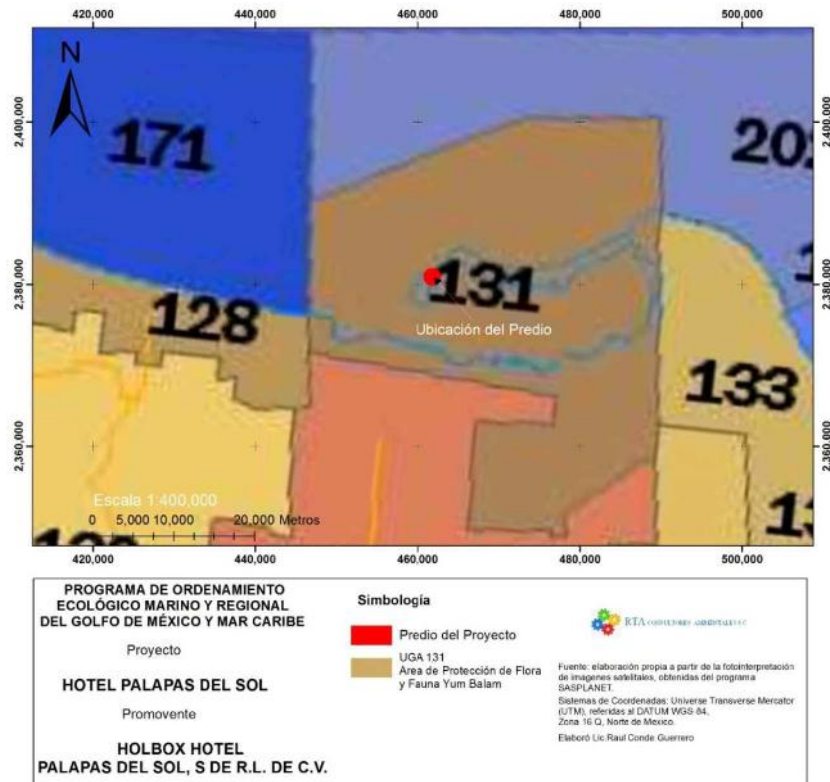 420,000 440,000 460,000 480,000 500,000
N
2,400,000
2,400,000
171
202
131
Ubicación del Predio
2,380,000
2,380,000
128
133
2,360,000
2,360,000
Escala 1:400,000
0 5,000 10,000 20,000 Metros
420,000 440,000 460,000 480,000 500,000
PROGRAMA DE ORDENAMIENTO
ECOLÓGICO MARINO Y REGIONAL
DEL GOLFO DE MÉXICO Y MAR CARIBE
Proyecto
HOTEL PALAPAS DEL SOL
Promovente
HOLBOX HOTEL
PALAPAS DEL SOL, S DE R.L. DE C.V.
Simbología
Predio del Proyecto
UGA 131
Area de Protección de Flora
y Fauna Yum Balam
RTA CONSULTORES AMBIENTALES
Fuente: elaboración propia a partir de la fotointerpretación
de imagenes satelitales, obtenidas del programa
SASPLANET.
Sistemas de Coordenadas: Universe Transverse Mercator
(UTM), referidas al DATUM WGS 84,
Zona 16 Q, Norte de Mexico.
Elaboró Lic.Raul Conde Guerrero